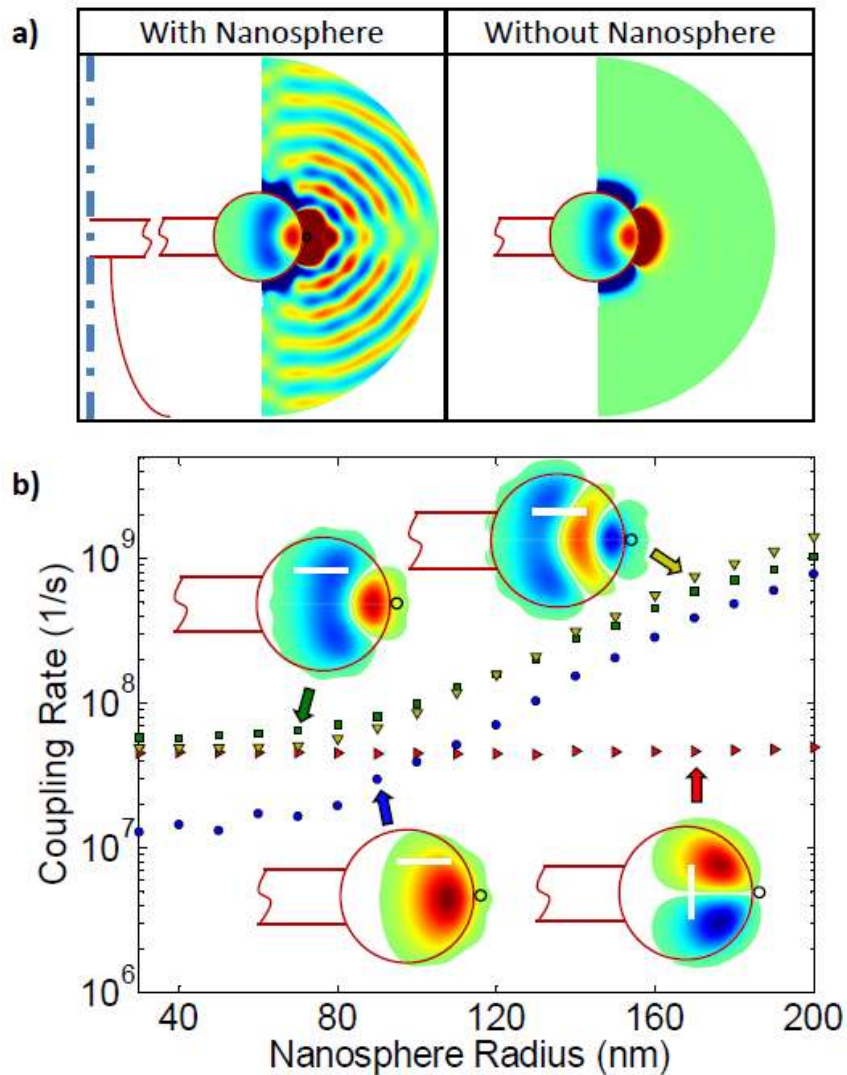 a)
With Nanosphere
Without Nanosphere
b)
Coupling Rate (1/s)
10^9
10^8
10^7
10^6
40 80 120 160 200
Nanosphere Radius (nm)